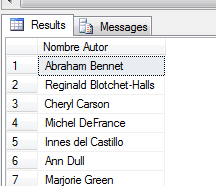 Results Messages
Nombre Autor
1 Abraham Bennet
2 Reginald Blotchet-Halls
3 Cheryl Carson
4 Michel DeFrance
5 Innes del Castillo
6 Ann Dull
7 Marjorie Green